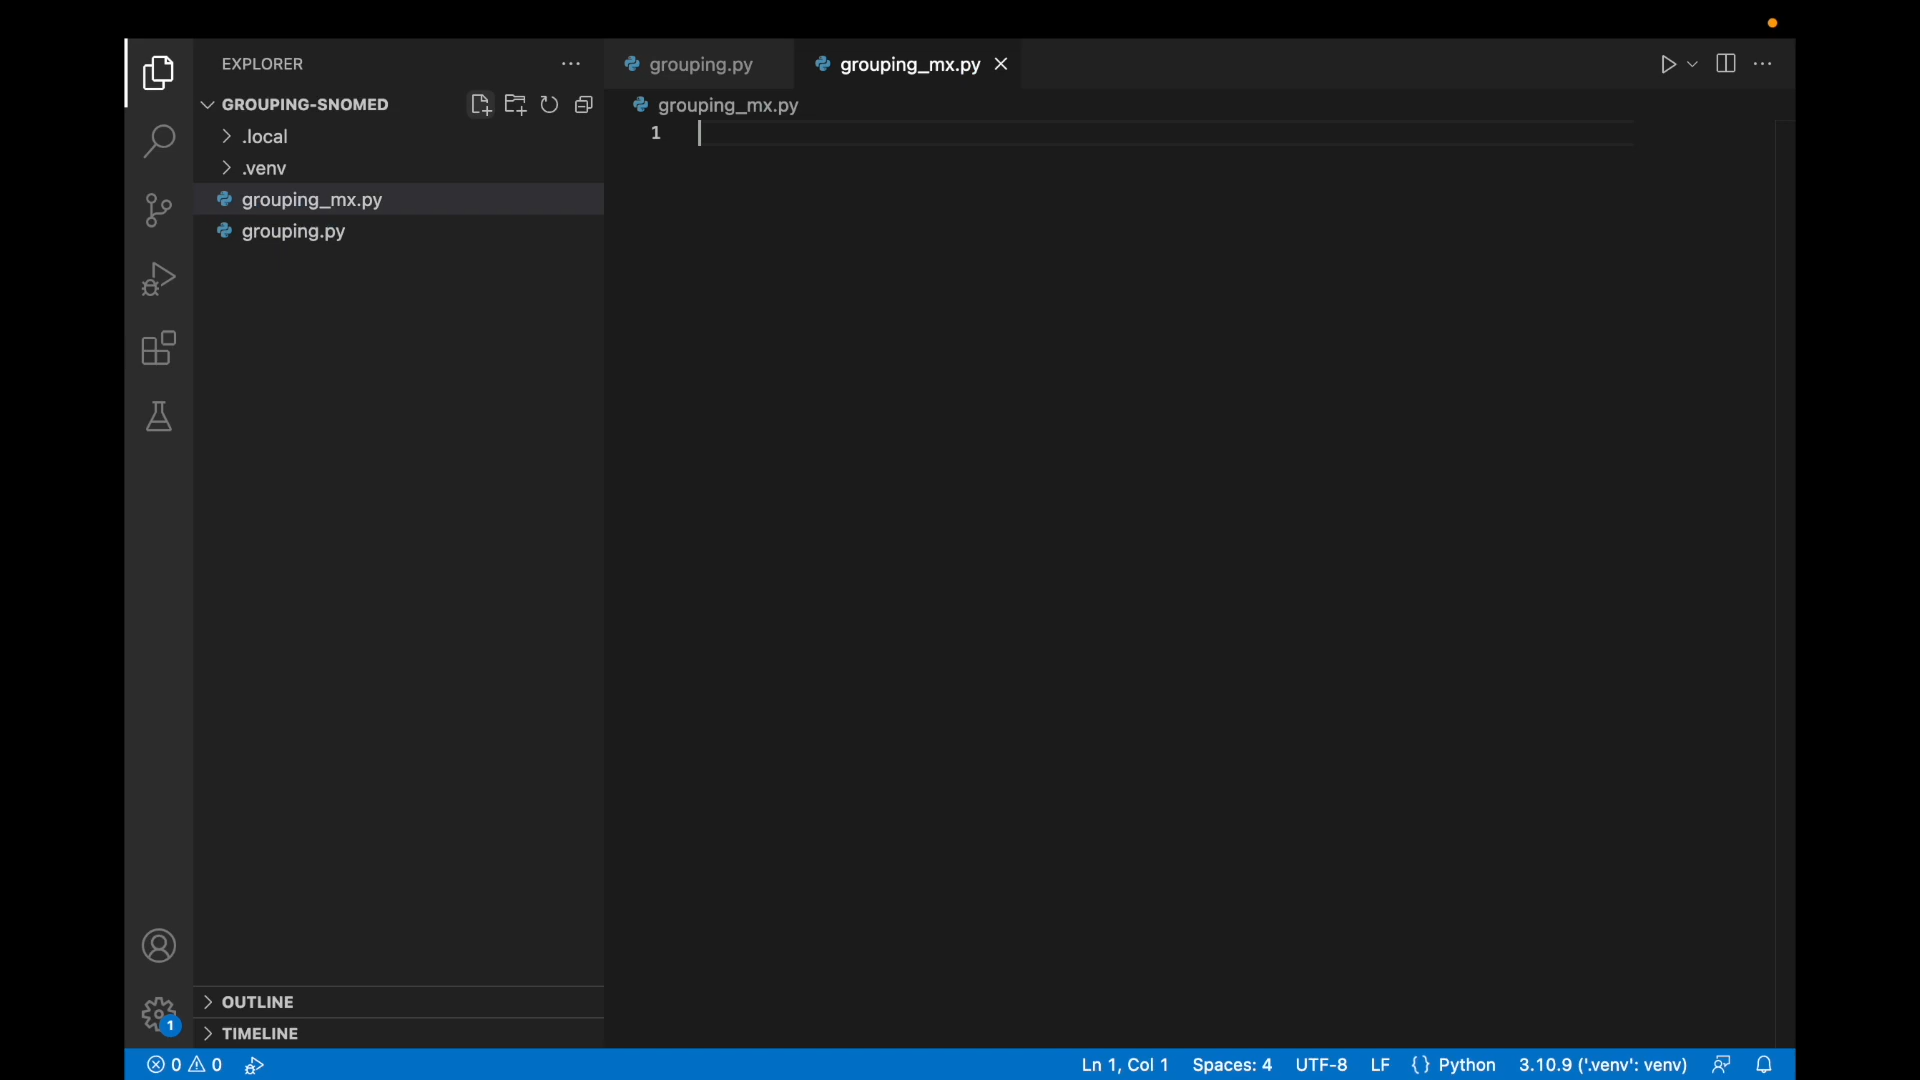 EXPLORER
GROUPING-SNOMED
.local
.venv
grouping_mx.py
grouping.py
OUTLINE
TIMELINE
grouping.py
grouping_mx.py
grouping_mx.py
1
1
0 0
Ln 1, Col 1 Spaces: 4 UTF-8 LF {} Python 3.10.9 ('.venv': venv)